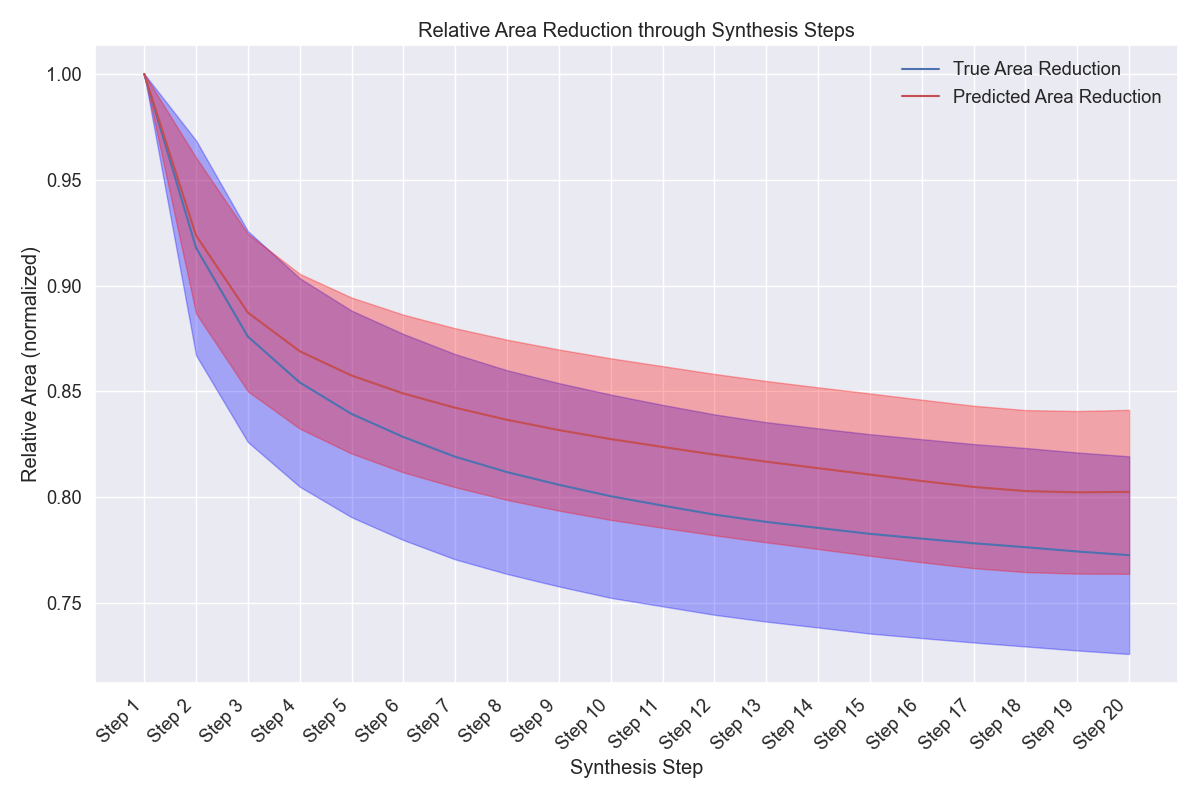 Relative Area Reduction through Synthesis Steps
True Area Reduction
Predicted Area Reduction
Relative Area (normalized)
1.00
0.95
0.90
0.85
0.80
0.75
Step 1
Step 2
Step 3
Step 4
Step 5
Step 6
Step 7
Step 8
Step 9
Step 10
Step 11
Step 12
Step 13
Step 14
Step 15
Step 16
Step 17
Step 18
Step 19
Step 20
Synthesis Step